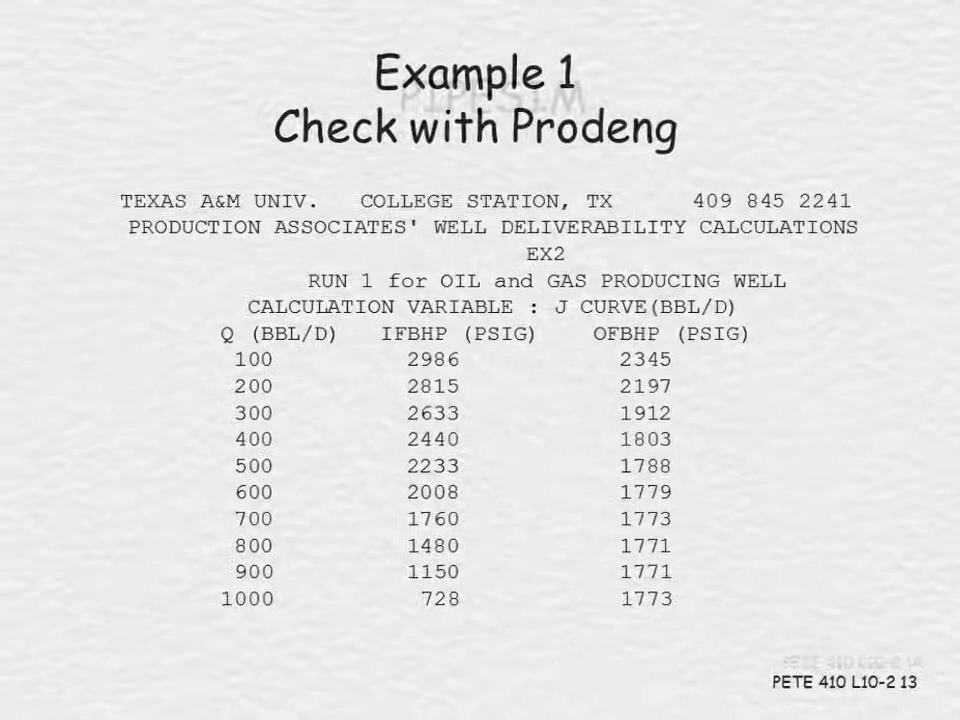 Example 1
PIPESIM
Check with Prodeng
TEXAS A&M UNIV. COLLEGE STATION, TX 409 845 2241
PRODUCTION ASSOCIATES' WELL DELIVERABILITY CALCULATIONS
EX2
RUN 1 for OIL and GAS PRODUCING WELL
CALCULATION VARIABLE : J CURVE(BBL/D)
Q (BBL/D) IFBHP (PSIG) OFBHP (PSIG)
100 2986 2345
200 2815 2197
300 2633 1912
400 2440 1803
500 2233 1788
600 2008 1779
700 1760 1773
800 1480 1771
900 1150 1771
1000 728 1773
PETE 410 L10-2 13